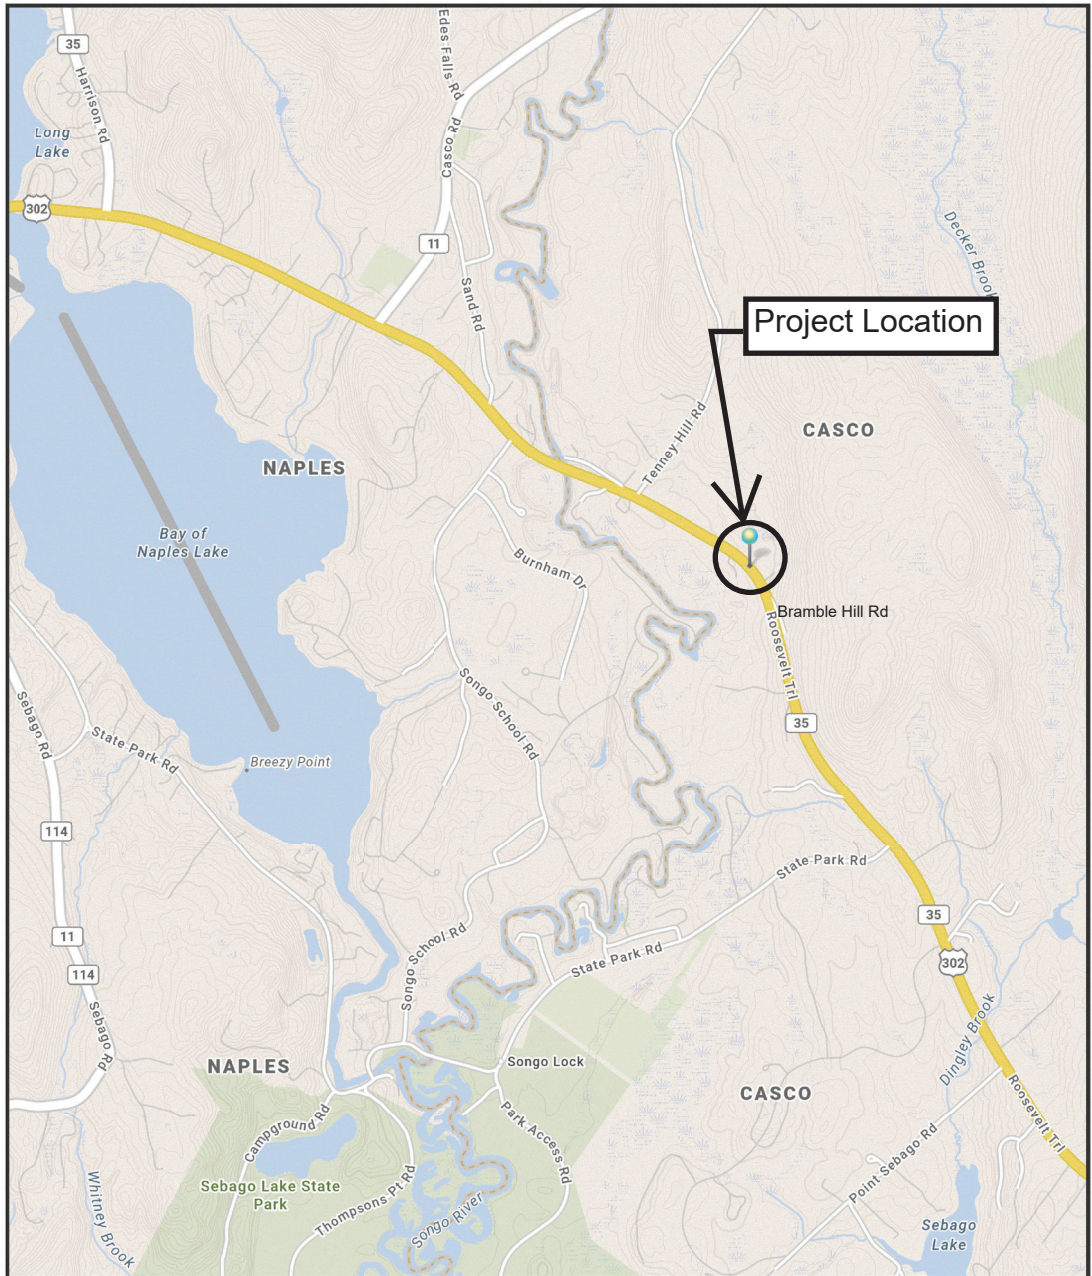 35
Harrison Rd
Edes Falls Rd
Casco Rd
Long
Lake
302
11
Sand Rd
Decker Brook
Project Location
Tenney Hill Rd
CASCO
NAPLES
Bay of
Naples Lake
Burnham Dr
Bramble Hill Rd
Roosevelt Trl
35
Songo School Rd
Sebago Rd
State Park Rd
Breezy Point
114
State Park Rd
35
11
Songo School Rd
State Park Rd
302
114
Sebago Rd
Dingley Brook
NAPLES
Songo Lock
CASCO
Roosevelt Trl
Campground Rd
Park Access Rd
Point Sebago Rd
Sebago Lake State
Park
Thompsons Pt Rd
Songo River
Whitney Brook
Sebago
Lake